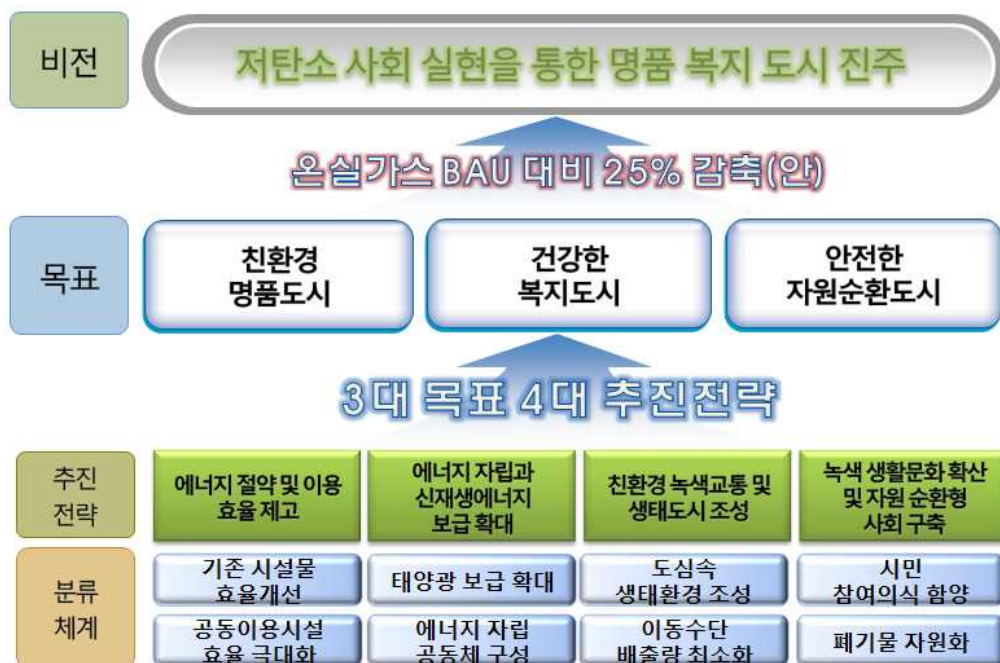 비전
저탄소 사회 실현을 통한 명품 복지 도시 진주
온실가스 BAU 대비 25% 감축(안)
목표
친환경
명품도시
건강한
복지도시
안전한
자원순환도시
3대 목표 4대 추진전략
추진
전략
에너지 절약 및 이용
효율 제고
에너지 자립과
신재생에너지
보급 확대
친환경 녹색교통 및
생태도시 조성
녹색 생활문화 확산
및 자원 순환형
사회 구축
분류
체계
기존 시설물
효율개선
태양광 보급 확대
도심속
생태환경 조성
시민
참여의식 함양
공동이용시설
효율 극대화
에너지 자립
공동체 구성
이동수단
배출량 최소화
폐기물 자원화